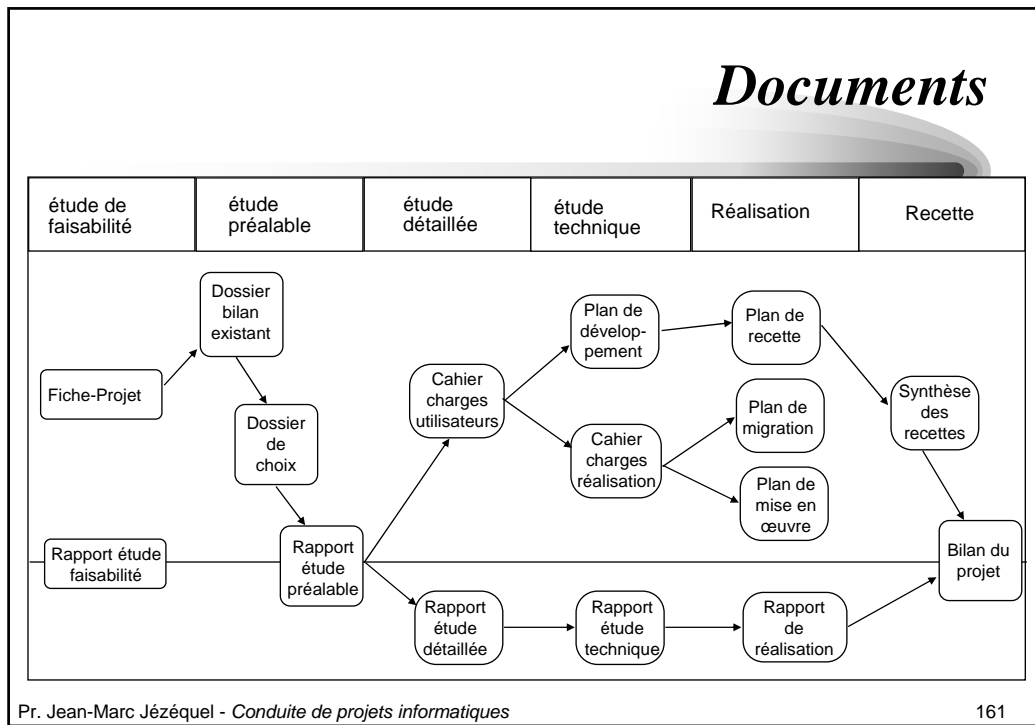 Documents
étude de
faisabilité
étude
préalable
étude
détaillée
étude
technique
Réalisation
Recette
Fiche-Projet
Rapport étude
faisabilité
Dossier
bilan
existant
Dossier
de
choix
Rapport
étude
préalable
Cahier
charges
utilisateurs
Rapport
étude
détaillée
Plan de
dévelop-
pement
Cahier
charges
réalisation
Rapport
étude
technique
Plan de
recette
Plan de
migration
Plan de
mise en
œuvre
Rapport
de
réalisation
Synthèse
des
recettes
Bilan du
projet
Pr. Jean-Marc Jézéquel - Conduite de projets informatiques
161